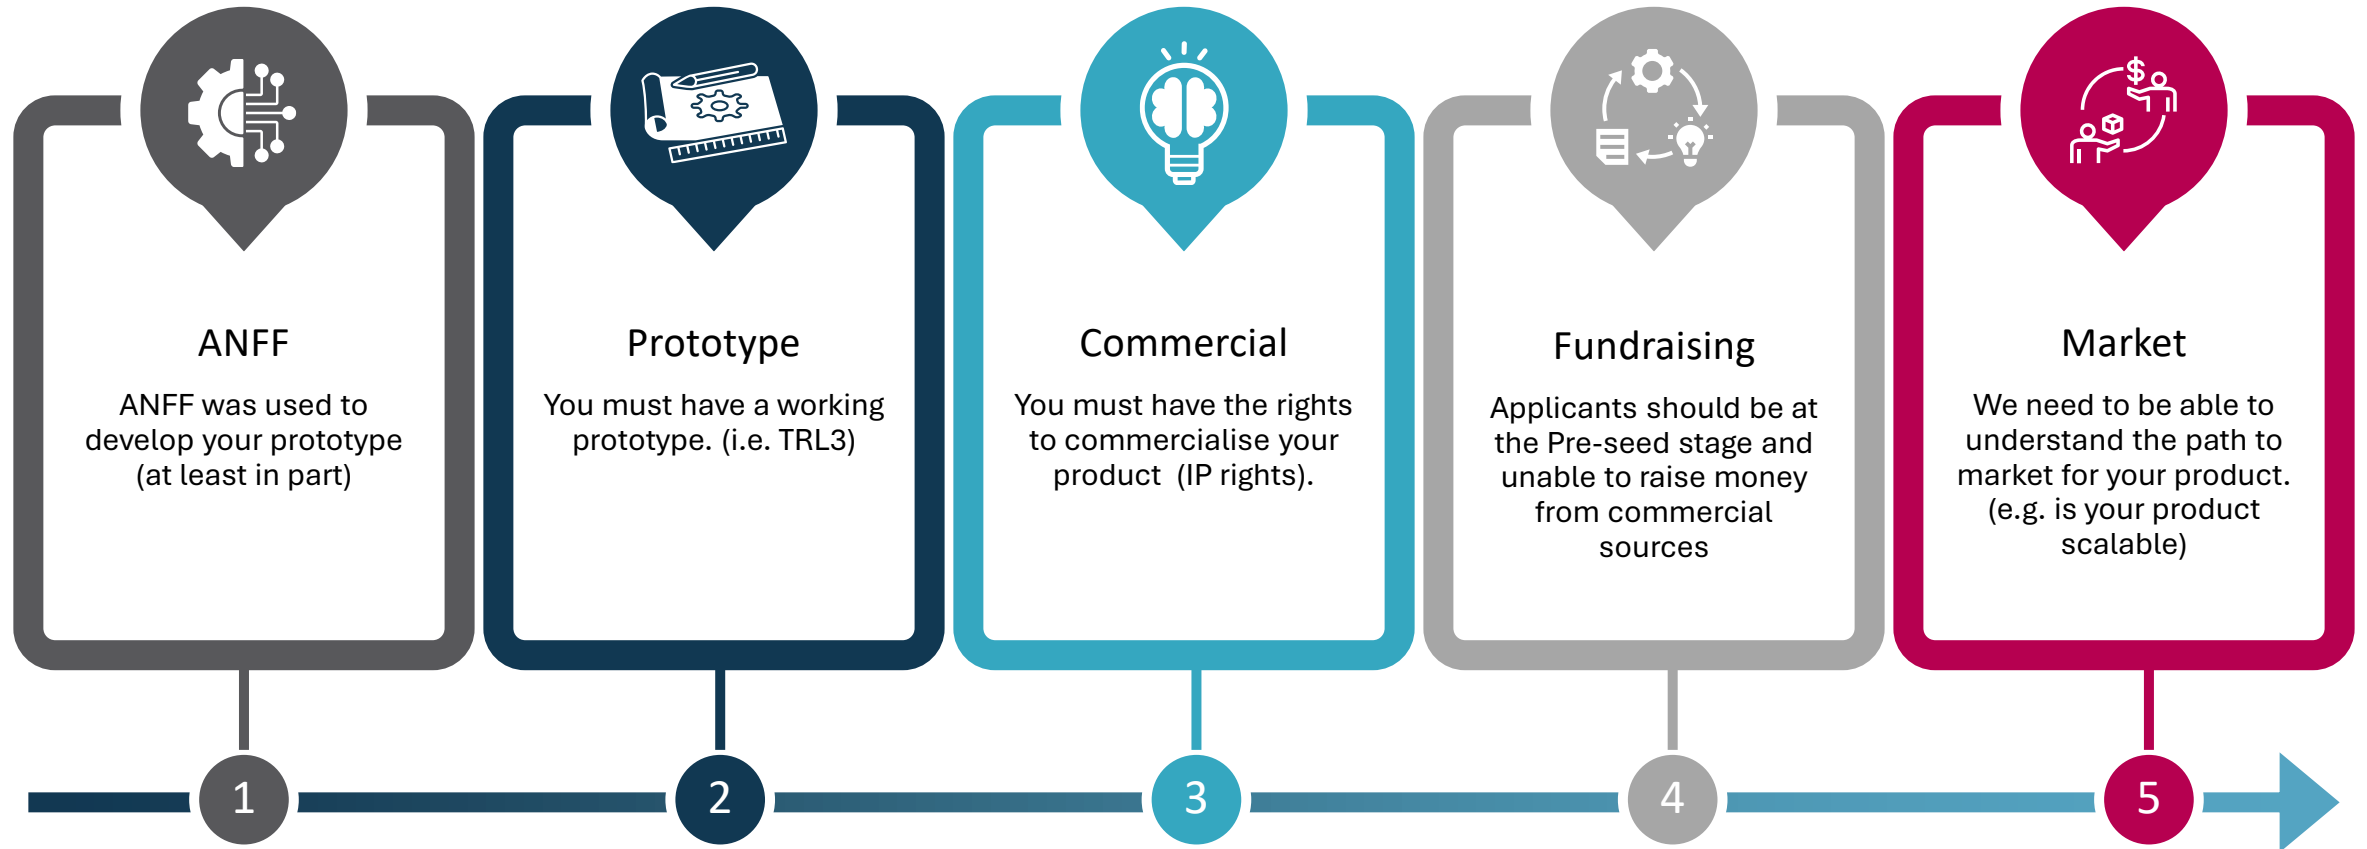 ANFF
ANFF was used to
develop your prototype
(at least in part)
Prototype
You must have a working
prototype. (i.e. TRL3)
Commercial
You must have the rights
to commercialise your
product  (IP rights).
Fundraising
Applicants should be at
the Pre-seed stage and
unable to raise money
from commercial
sources
Market
We need to be able to
understand the path to
market for your product.
(e.g. is your product
scalable)
1
2
3
4
5